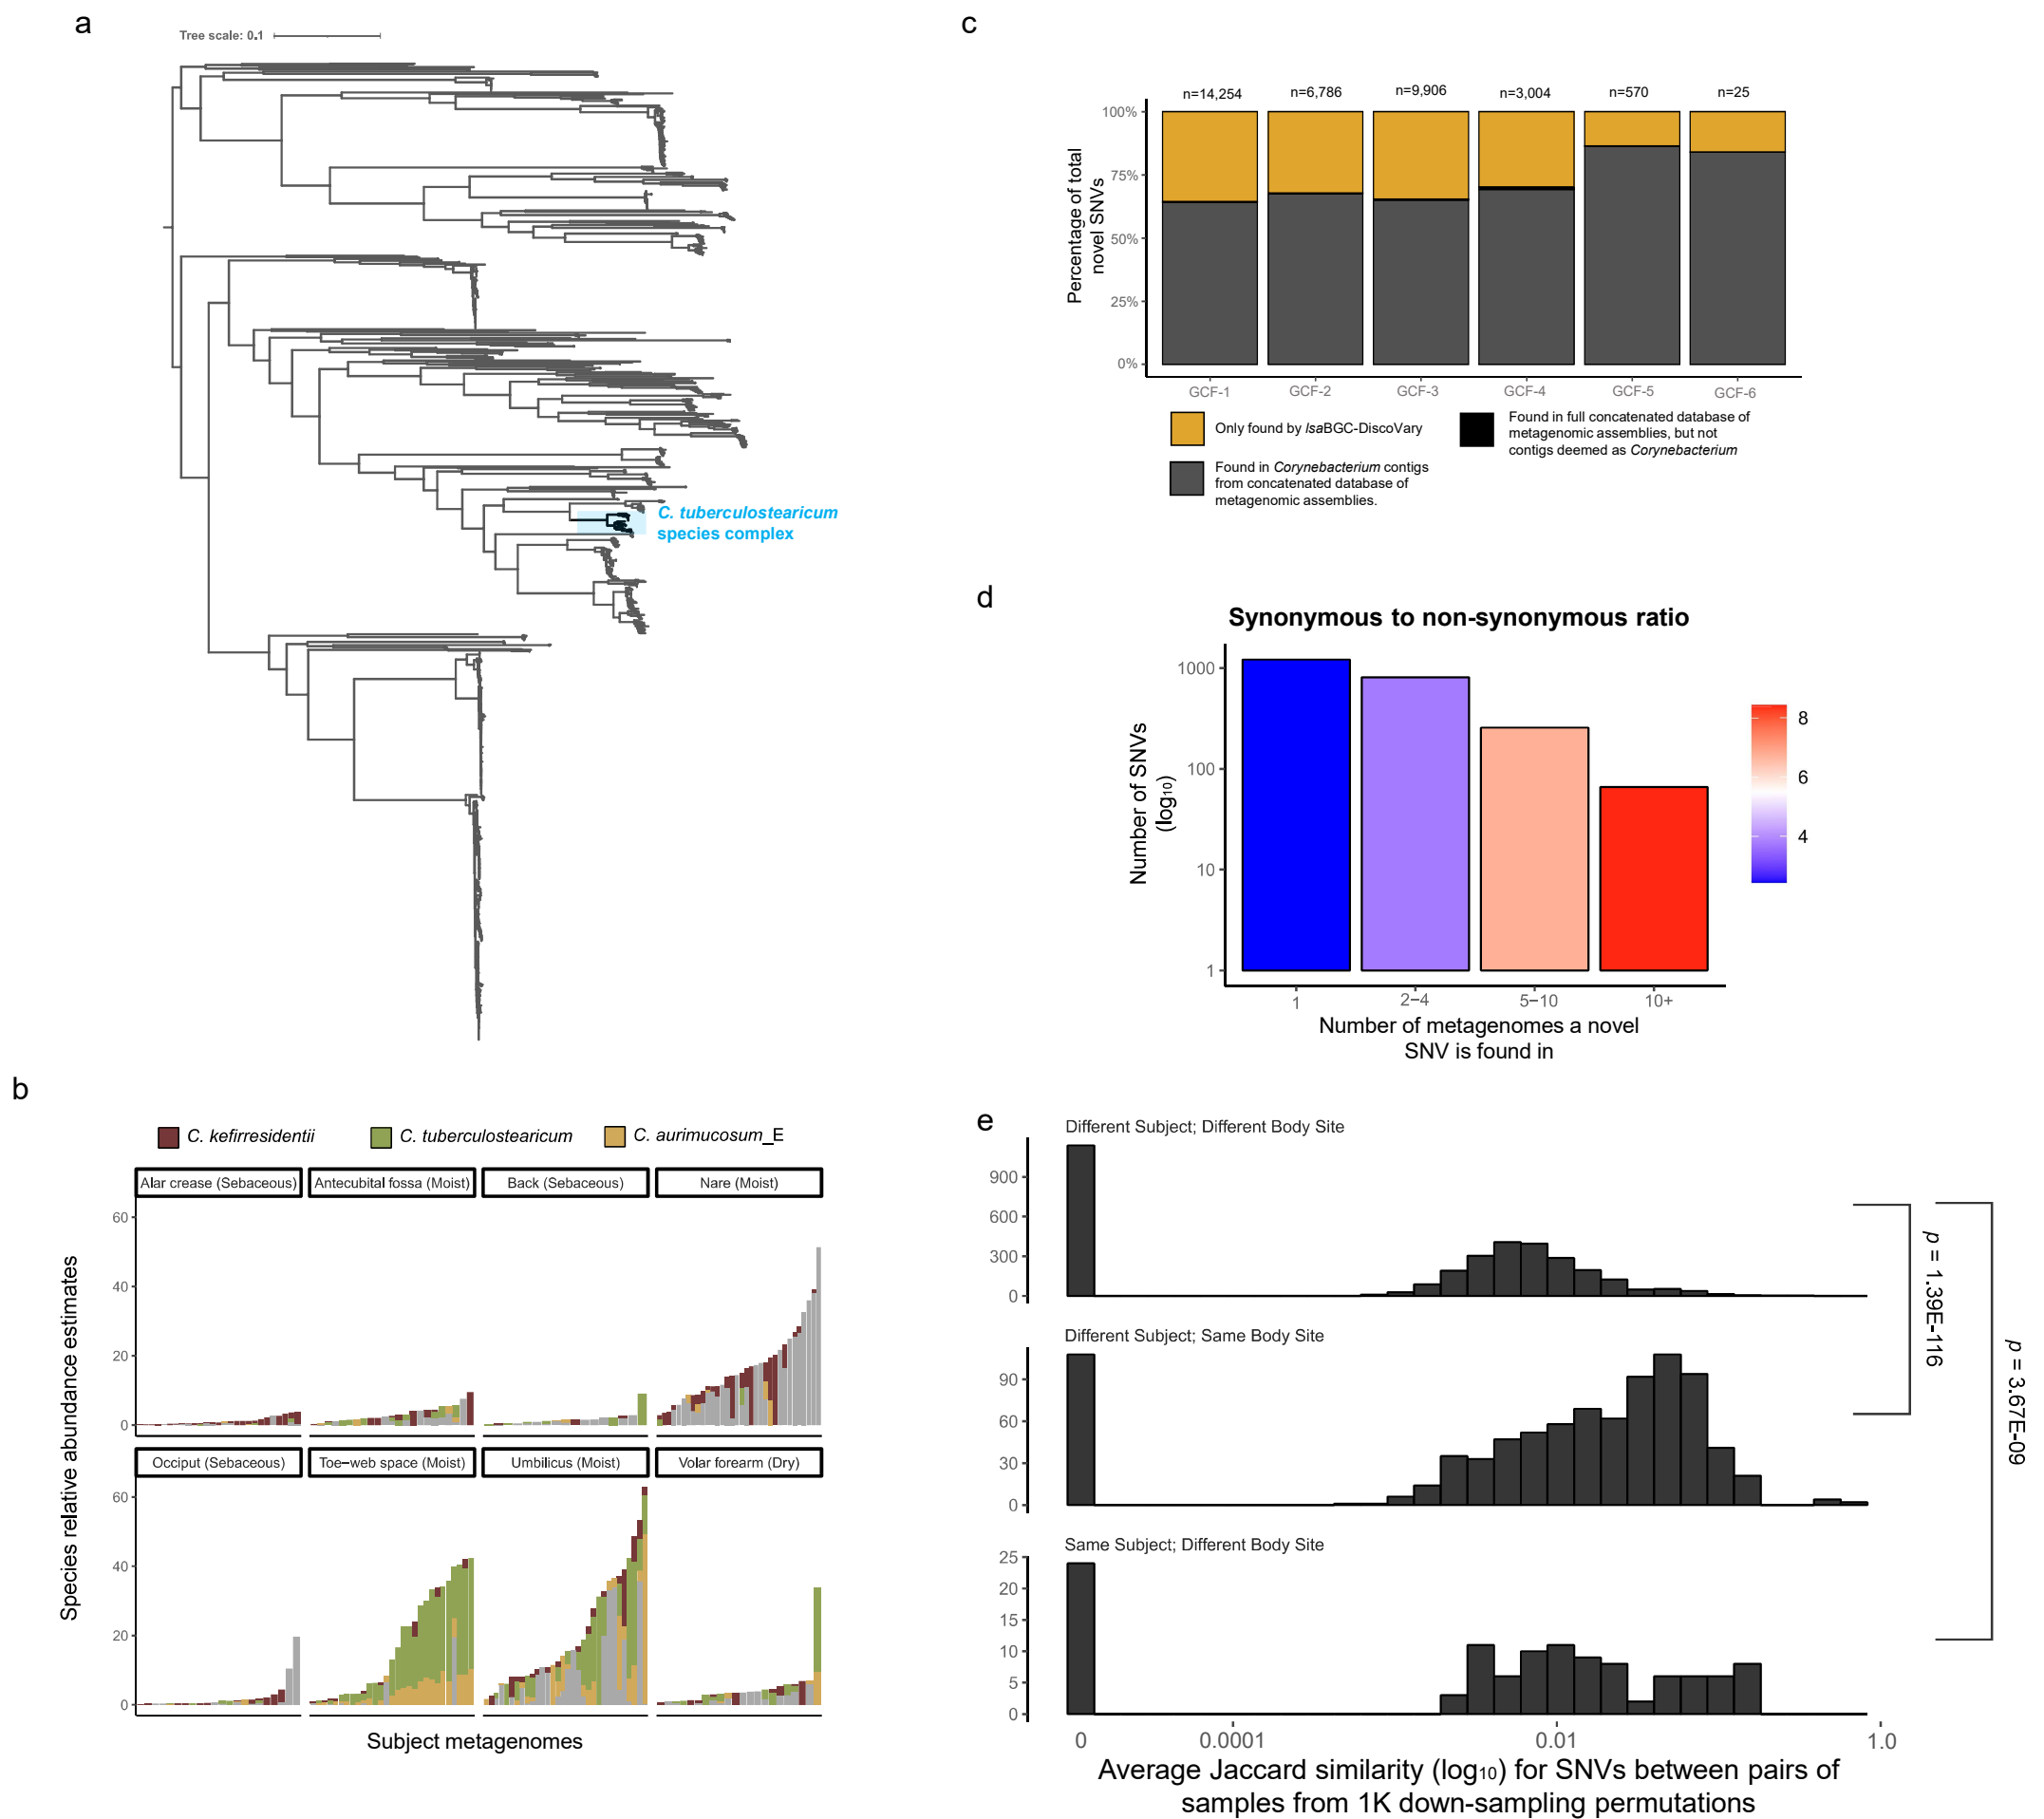 a
Tree scale: 0.1
C. tuberculostearicum
species complex
b
C. kefirresidentii
C. tuberculostearicum
C. aurimucosum_E
Alar crease (Sebaceous)
Antecubital fossa (Moist)
Back (Sebaceous)
Nare (Moist)
60
40
20
0
Occiput (Sebaceous)
Toe−web space (Moist)
Umbilicus (Moist)
Volar forearm (Dry)
60
40
20
0
Species relative abundance estimates
Subject metagenomes
c
n=14,254
n=6,786
n=9,906
n=3,004
n=570
n=25
100%
75%
50%
25%
0%
Percentage of total
novel SNVs
GCF-1
GCF-2
GCF-3
GCF-4
GCF-5
GCF-6
Only found by lsaBGC-DiscoVary
Found in Corynebacterium contigs
from concatenated database of
metagenomic assemblies.
Found in full concatenated database of
metagenomic assemblies, but not
contigs deemed as Corynebacterium
d
Synonymous to non-synonymous ratio
1000
100
10
1
Number of SNVs
(log10)
1
2−4
5−10
10+
Number of metagenomes a novel
SNV is found in
8
6
4
e
Different Subject; Different Body Site
900
600
300
0
Different Subject; Same Body Site
90
60
30
0
Same Subject; Different Body Site
25
20
15
10
5
0
p = 1.39E-116
p = 3.67E-09
0
0.0001
0.01
1.0
Average Jaccard similarity (log10) for SNVs between pairs of
samples from 1K down-sampling permutations